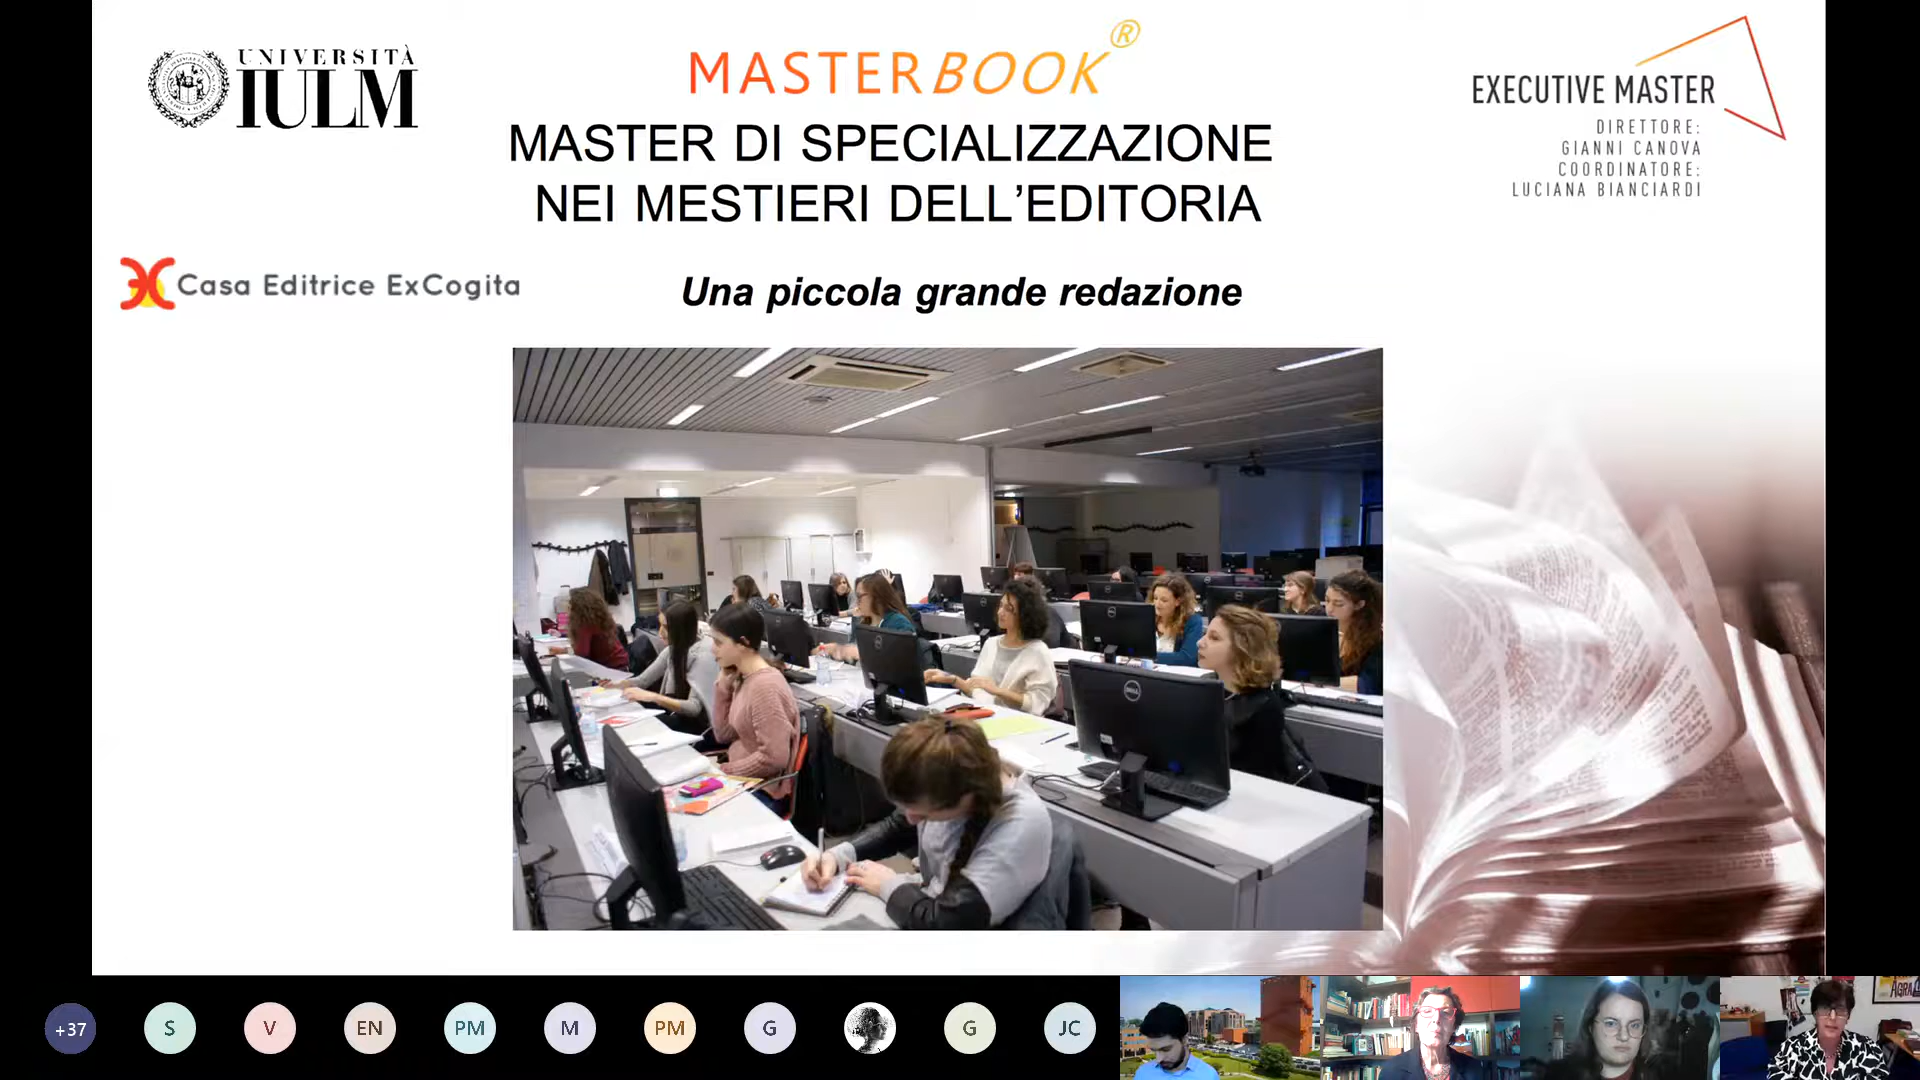 UNIVERSITÀ
IULM
MASTERBOOK®
MASTER DI SPECIALIZZAZIONE
NEI MESTIERI DELL'EDITORIA
EXECUTIVE MASTER
DIRETTORE:
GIANNI CANOVA
COORDINATORE:
LUCIANA BIANCIARDI
Casa Editrice ExCogita
Una piccola grande redazione
DELL
+37
S
V
EN
PM
M
PM
G
G
JC